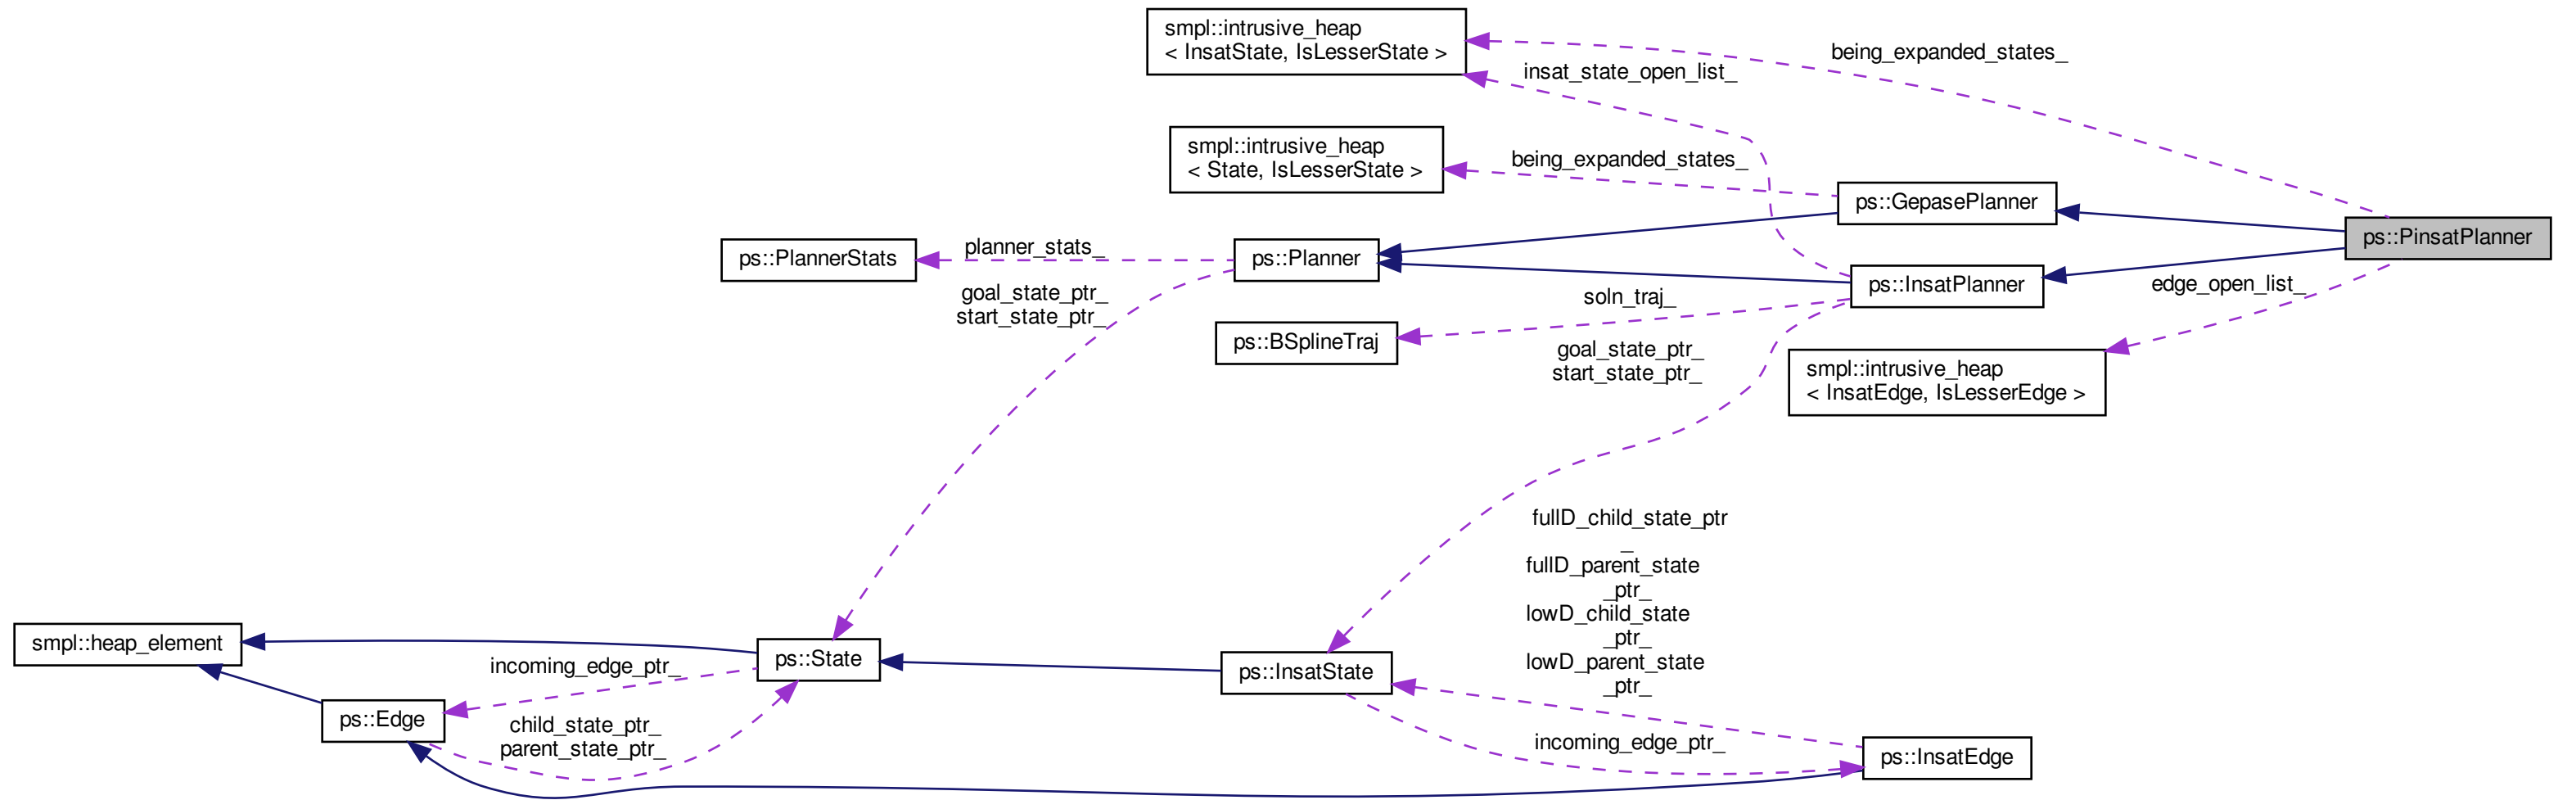 smpl::intrusive_heap
< InsatState, IsLesserState >
being_expanded_states_
insat_state_open_list_
smpl::intrusive_heap
< State, IsLesserState >
being_expanded_states_
ps::GepasePlanner
ps::PinsatPlanner
ps::PlannerStats
planner_stats_
ps::Planner
goal_state_ptr_
start_state_ptr_
ps::InsatPlanner
edge_open_list_
soln_traj_
ps::BSplineTraj
goal_state_ptr_
start_state_ptr_
smpl::intrusive_heap
< InsatEdge, IsLesserEdge >
fullD_child_state_ptr
_
fullD_parent_state
_ptr_
lowD_child_state
_ptr_
lowD_parent_state
_ptr_
smpl::heap_element
ps::State
incoming_edge_ptr_
ps::InsatState
ps::Edge
child_state_ptr_
parent_state_ptr_
incoming_edge_ptr_
ps::InsatEdge